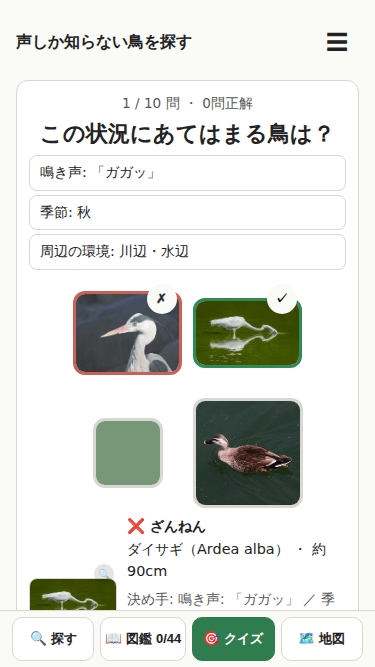 声しか知らない鳥を探す
1 / 10 問 ・ 0問正解
この状況にあてはまる鳥は？
鳴き声: 「ガガッ」
季節: 秋
周辺の環境: 川辺・水辺
✗
✓
❌ ざんねん
ダイサギ（Ardea alba） ・ 約
90cm
決め手: 鳴き声: 「ガガッ」 ／ 季
🔍 探す
📖 図鑑 0/44
🎯 クイズ
🗺️ 地図